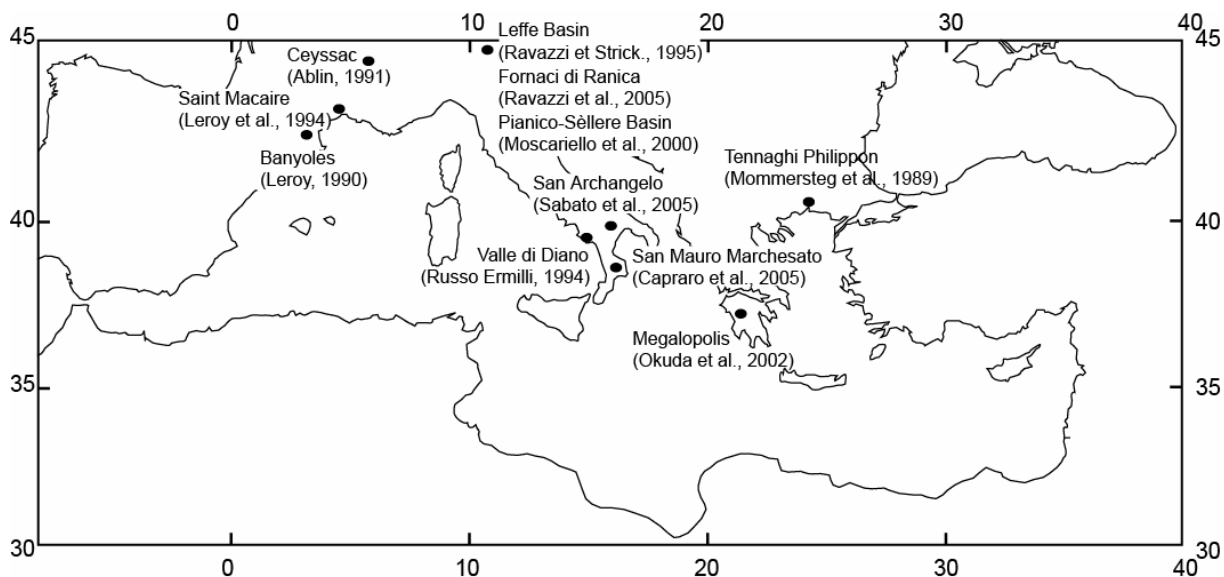 0 10 20 30 40
45 45
Ceyssac
(Ablin, 1991)
Leffe Basin
(Ravazzi et Strick., 1995)
Fornaci di Ranica
(Ravazzi et al., 2005)
Pianico-Sèllere Basin
(Moscariello et al., 2000)
Saint Macaire
(Leroy et al., 1994)
Banyoles
(Leroy, 1990)
San Archangelo
(Sabato et al., 2005)
Tennaghi Philippon
(Mommersteg et al., 1989)
40 40
Valle di Diano
(Russo Ermilli, 1994)
San Mauro Marchesato
(Capraro et al., 2005)
Megalopolis
(Okuda et al., 2002)
35 35
30 30
0 10 20 30 40